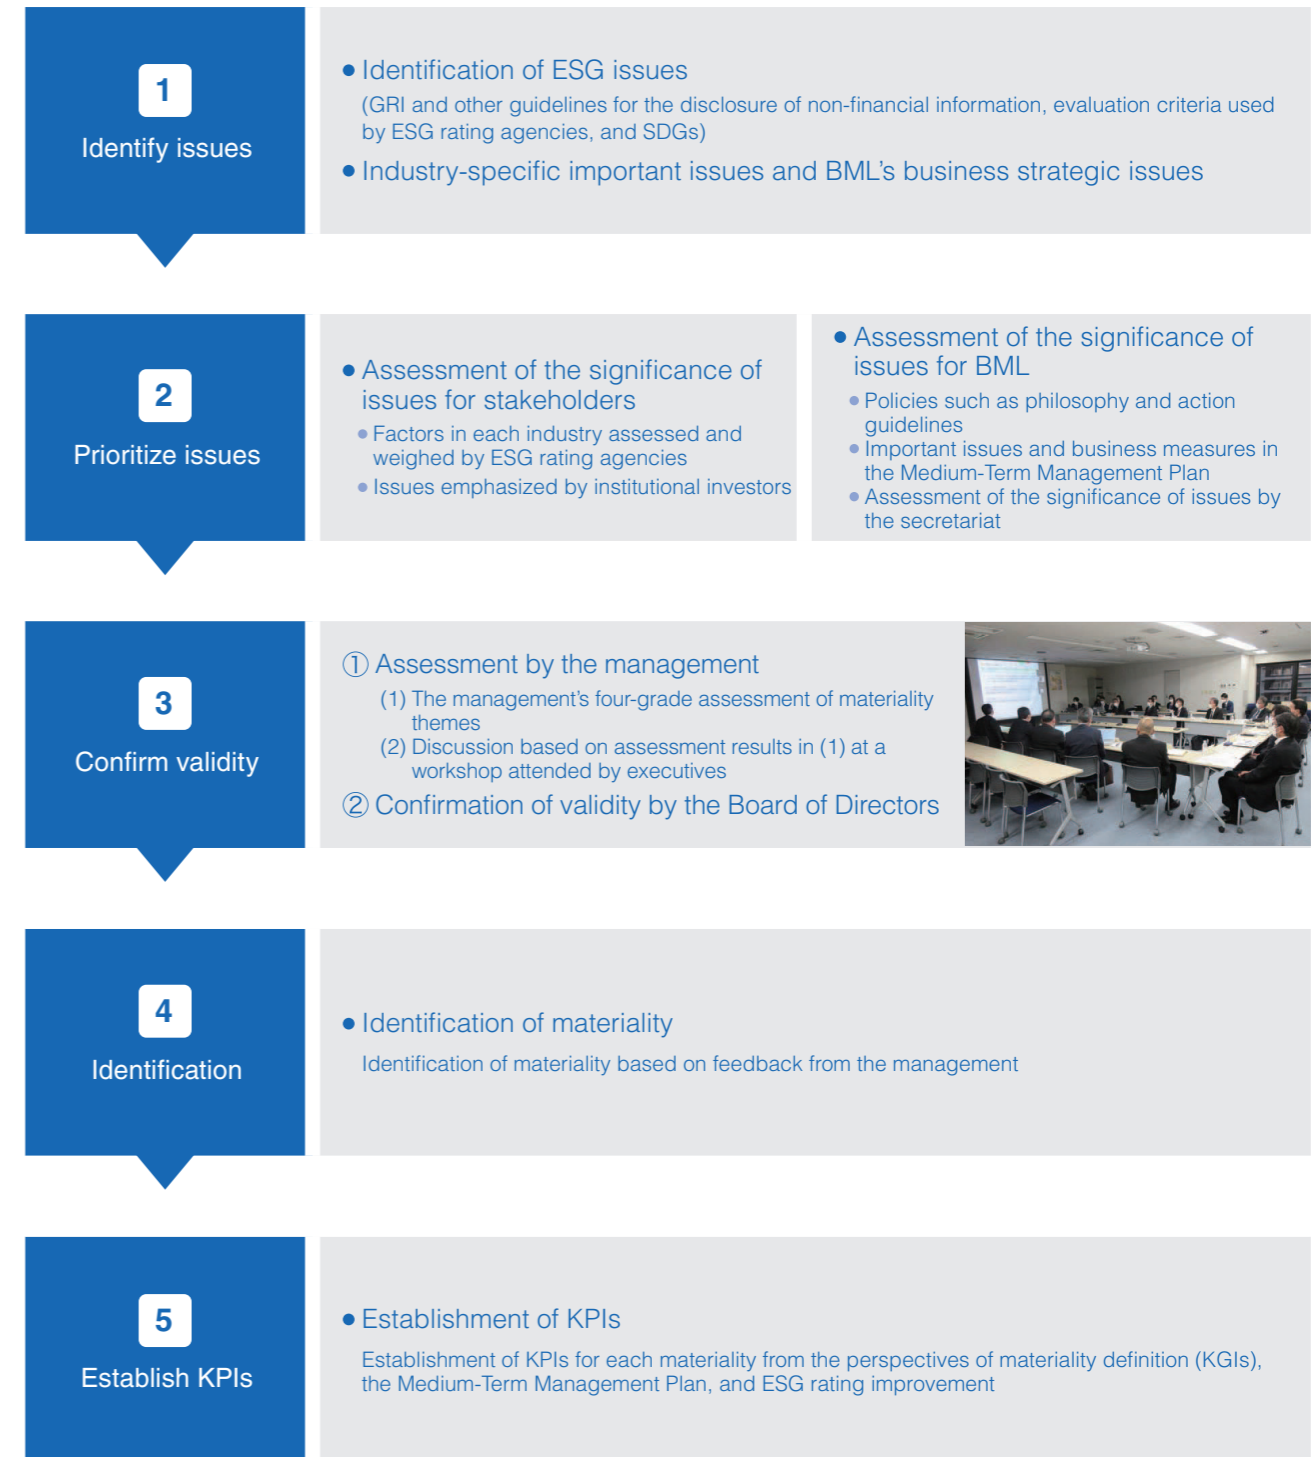 1
Identify issues
● Identification of ESG issues
(GRI and other guidelines for the disclosure of non-financial information, evaluation criteria used
by ESG rating agencies, and SDGs)
● Industry-specific important issues and BML's business strategic issues
2
Prioritize issues
● Assessment of the significance of
issues for stakeholders
● Factors in each industry assessed and
weighed by ESG rating agencies
● Issues emphasized by institutional investors
● Assessment of the significance of
issues for BML
● Policies such as philosophy and action
guidelines
● Important issues and business measures in
the Medium-Term Management Plan
● Assessment of the significance of issues by
the secretariat
3
Confirm validity
① Assessment by the management
(1) The management's four-grade assessment of materiality
themes
(2) Discussion based on assessment results in (1) at a
workshop attended by executives
② Confirmation of validity by the Board of Directors
4
Identification
● Identification of materiality
Identification of materiality based on feedback from the management
5
Establish KPIs
● Establishment of KPIs
Establishment of KPIs for each materiality from the perspectives of materiality definition (KGIs),
the Medium-Term Management Plan, and ESG rating improvement